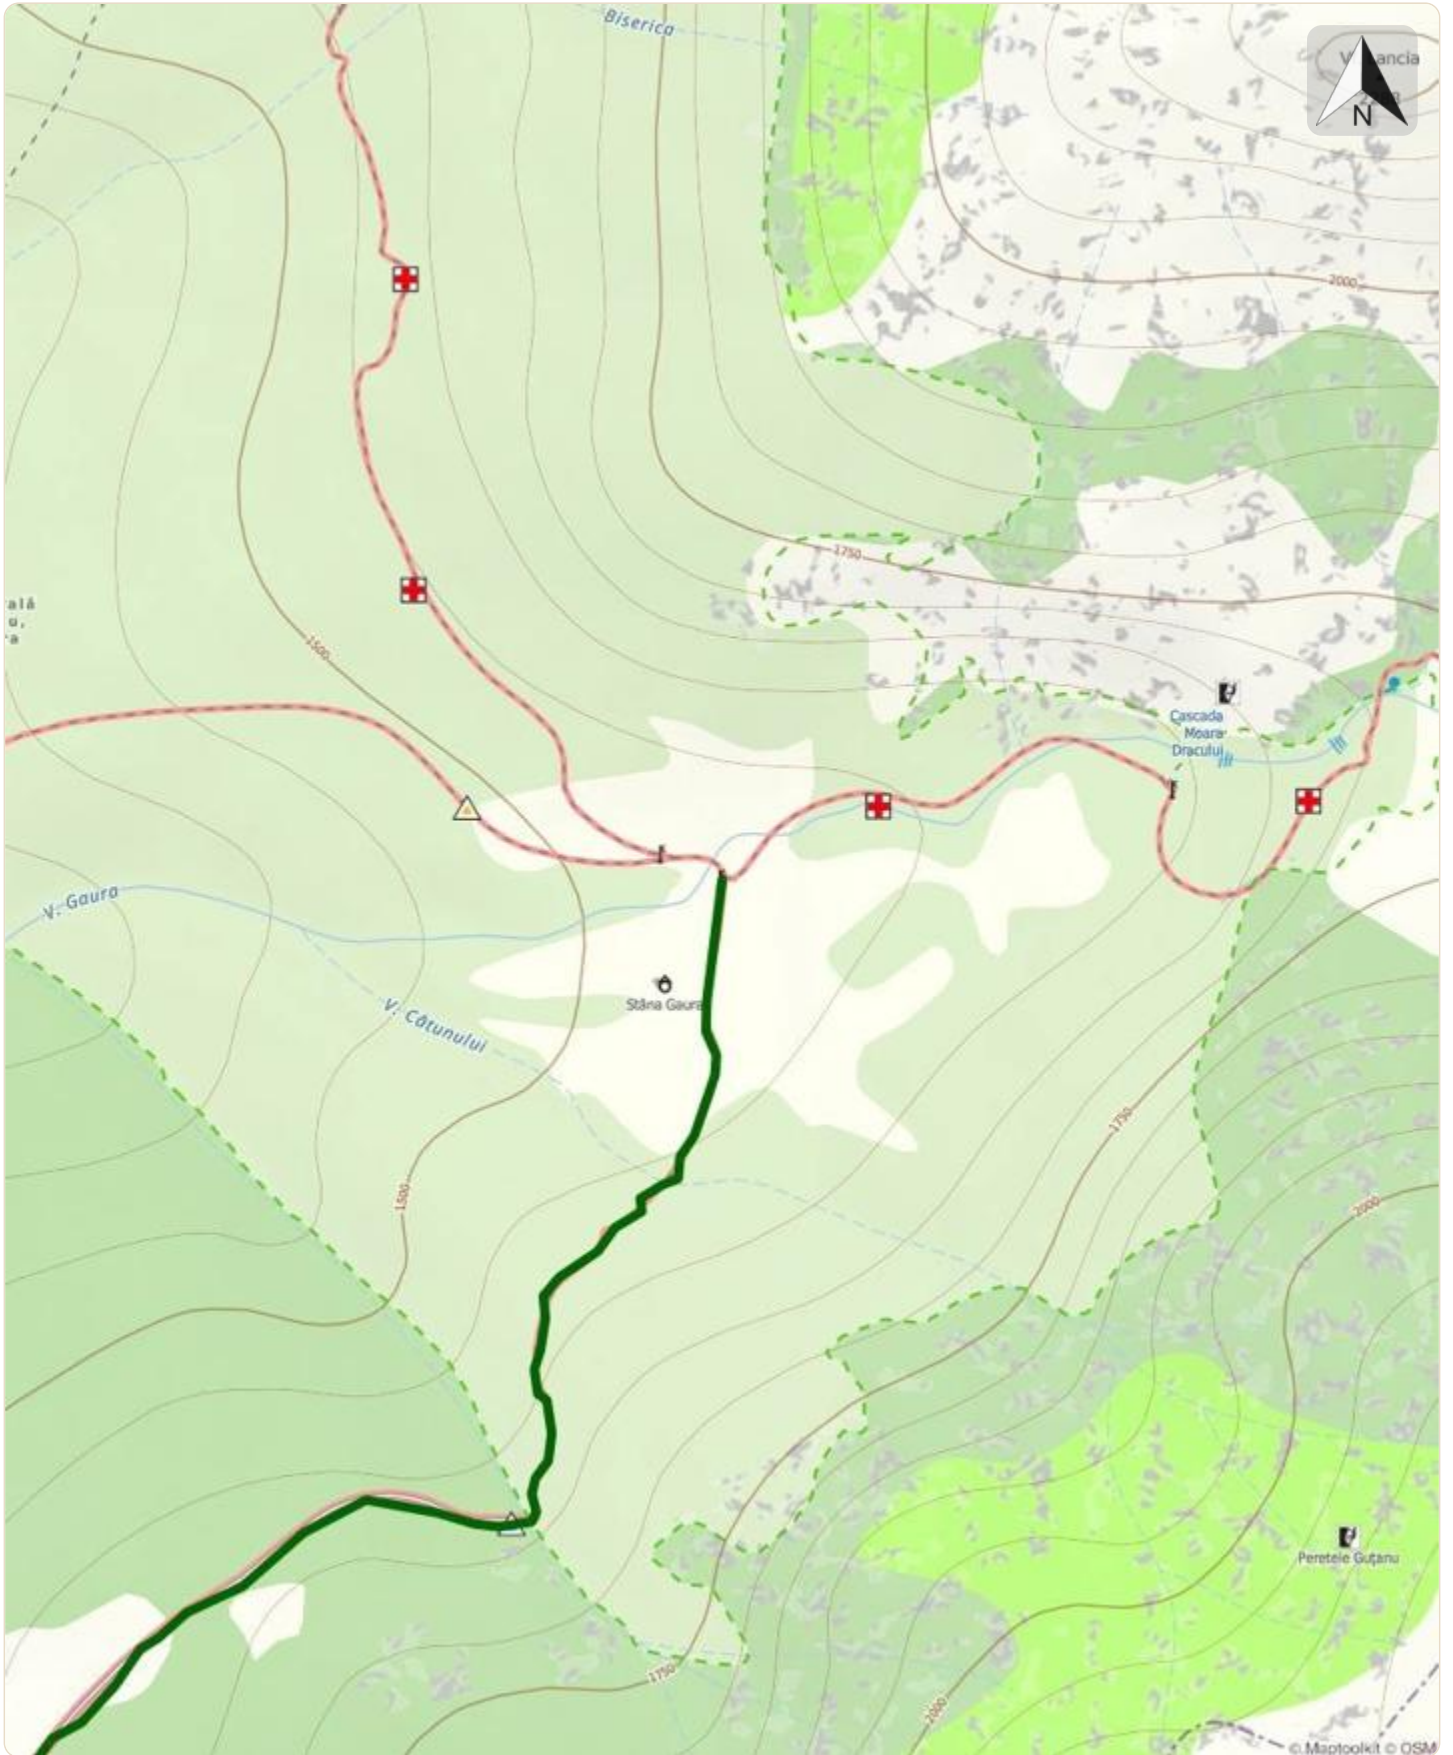 Biserica
N
2000
1750
ală
u,
1500
Cascada
Moara
Dracului
V. Gaura
Stâna Gaura
V. Cătunului
1750
1500
2000
Peretele Guțanu
1750
2000
© Maptoolkit © OSM